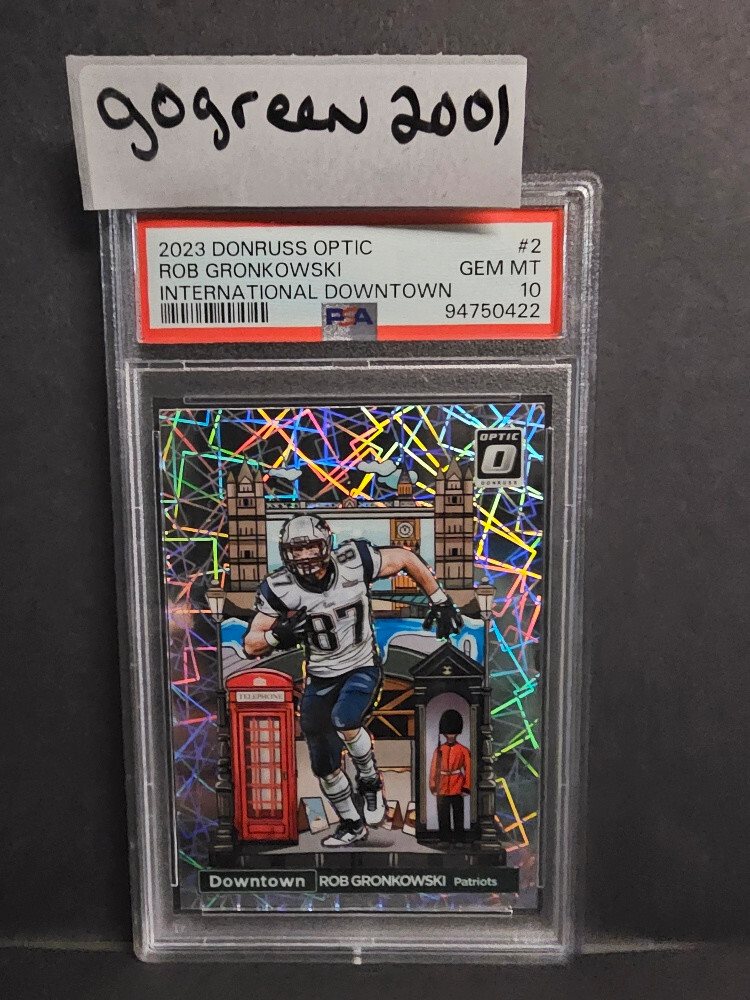 gogreen 2001
2023 DONRUSS OPTIC #2
ROB GRONKOWSKI GEM MT
INTERNATIONAL DOWNTOWN 10
PSA 94750422
OPTIC
O
DONRUSS
87
87
TELEPHONE
Downtown ROB GRONKOWSKI Patriots